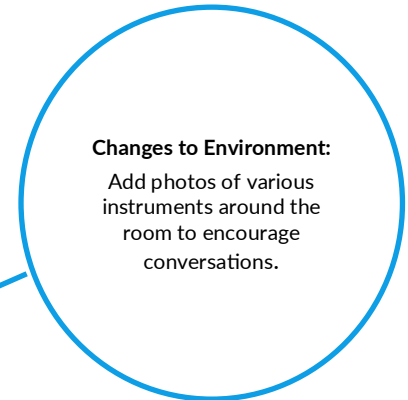 Changes to Environment:
Add photos of various
instruments around the
room to encourage
conversations.